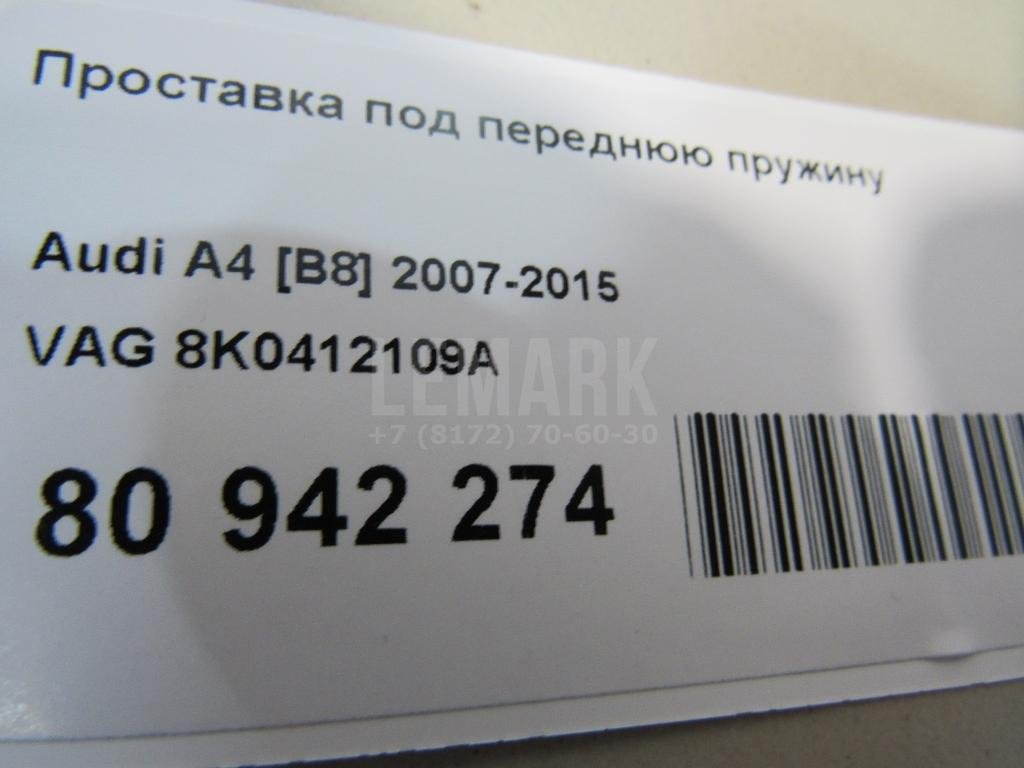 Проставка под переднюю пружину
Audi A4 [B8] 2007-2015
VAG 8K0412109A
LEMARK
+7 (8172) 70-60-30
80 942 274